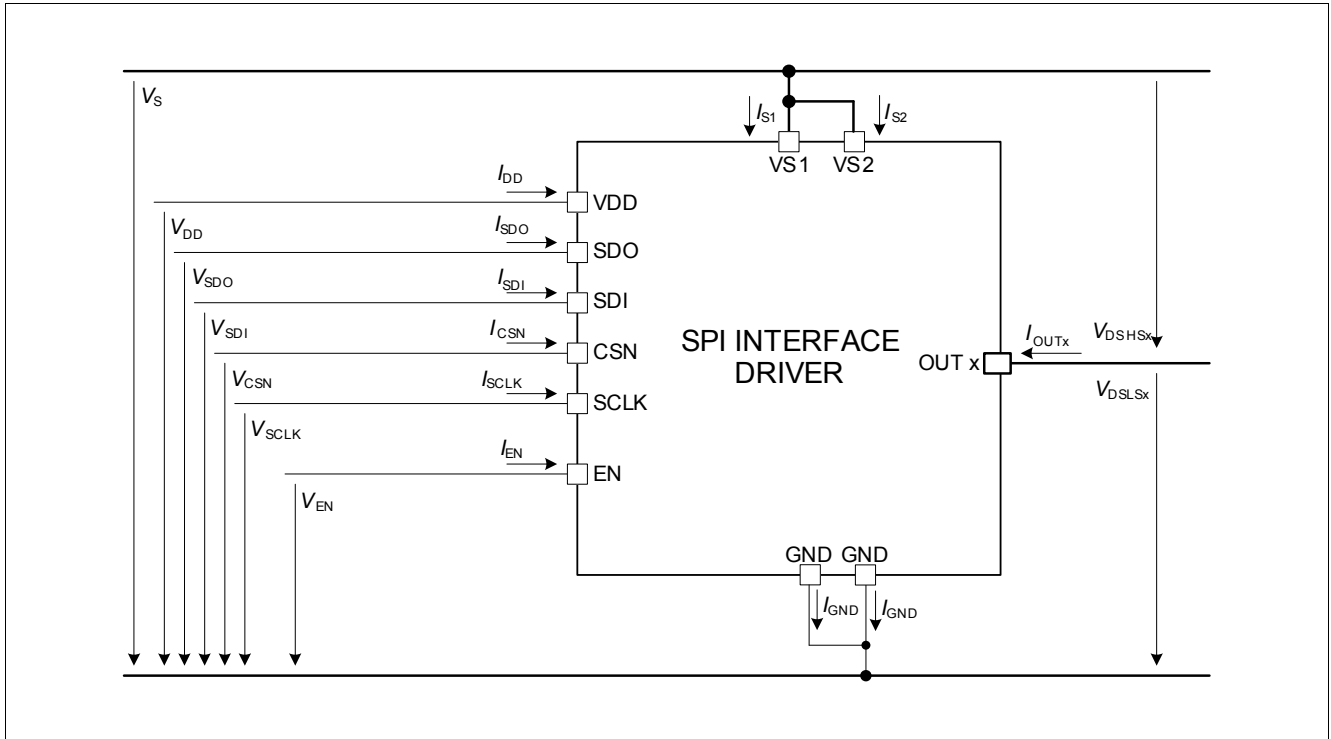 VS
IS1
IS2
VS1
VS2
IDD
VDD
VDD
ISDO
SDO
VSDO
ISDI
SDI
VSDI
ICSN
CSN
VCSN
ISCLK
SCLK
VSCLK
IEN
EN
VEN
SPI INTERFACE
DRIVER
OUT x
IOUTx
VDSHSx
VDSLSx
GND
GND
IGND
IGND